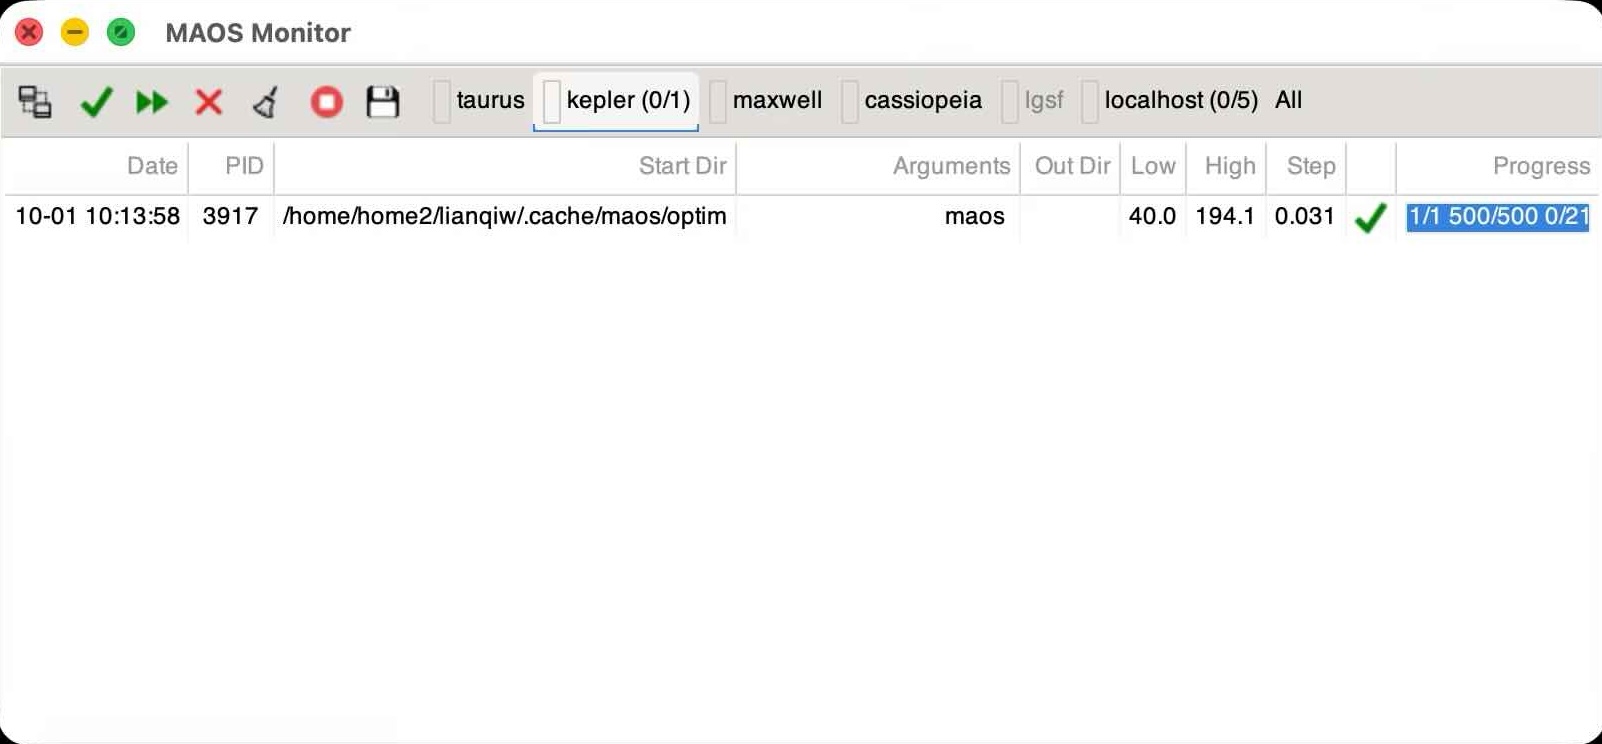 MAOS Monitor
taurus kepler (0/1) maxwell cassiopeia lgsf localhost (0/5) All
Date PID Start Dir Arguments Out Dir Low High Step Progress
10-01 10:13:58 3917 /home/home2/lianqiw/.cache/maos/optim maos 40.0 194.1 0.031 1/1 500/500 0/21